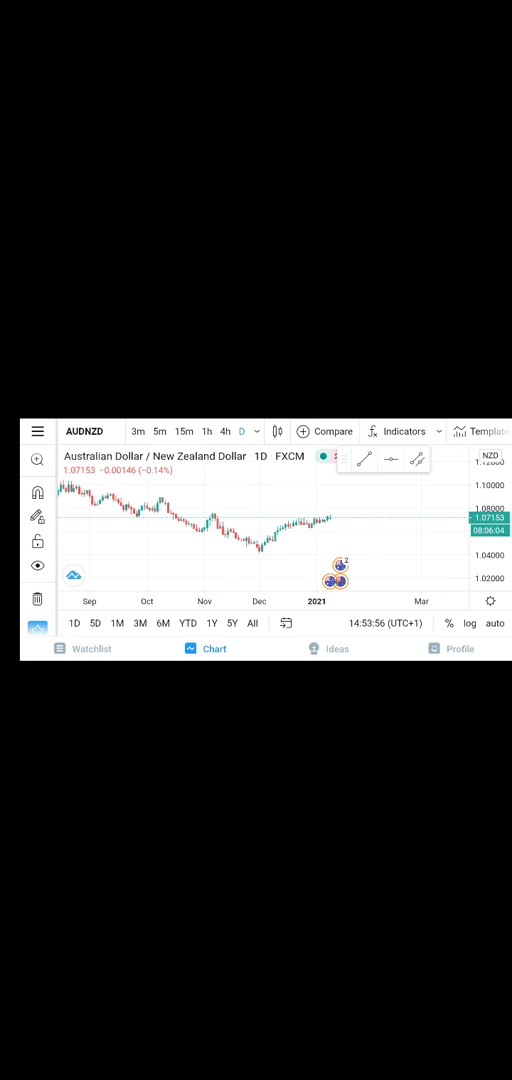 AUDNZD 3m 5m 15m 1h 4h D Compare Indicators Template
Australian Dollar / New Zealand Dollar · 1D · FXCM
NZD
1.07153 −0.00146 (−0.14%)
1.10000
1.08000
1.07153
08:06:04
1.04000
1.02000
2
Sep Oct Nov Dec 2021 Mar
1D 5D 1M 3M 6M YTD 1Y 5Y All 14:53:56 (UTC+1) % log auto
Watchlist Chart Ideas Profile